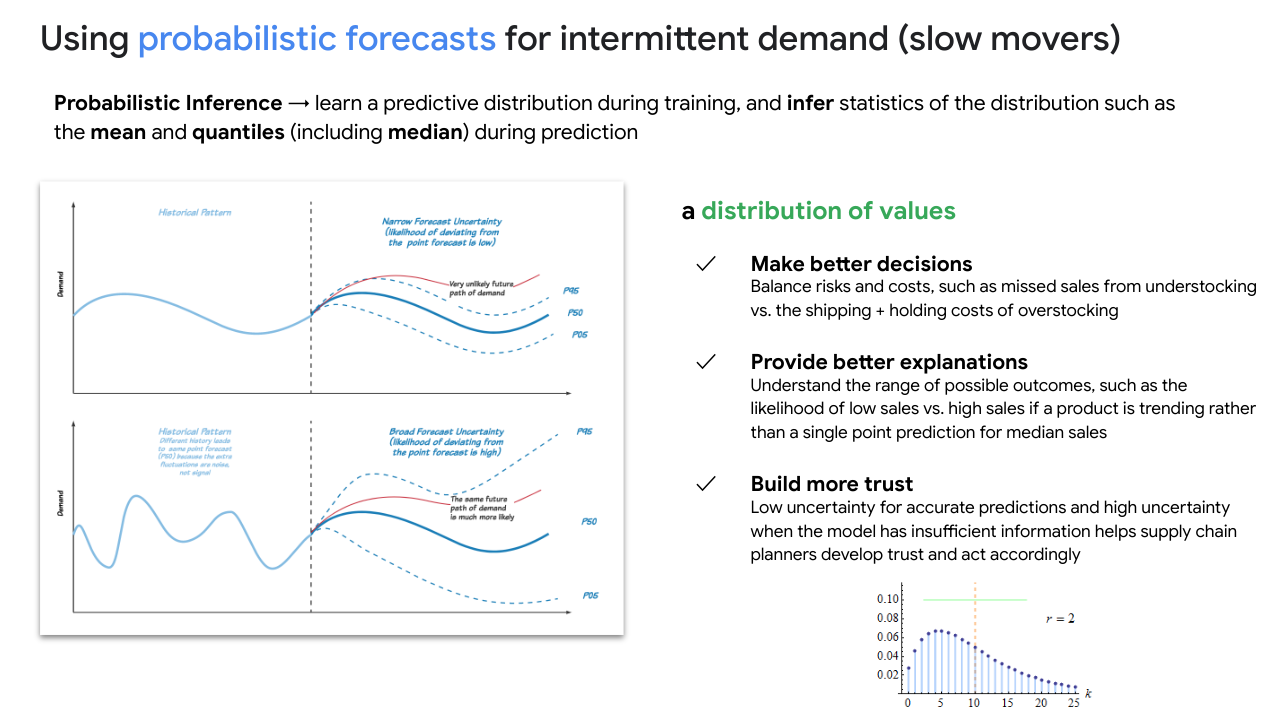 Using probabilistic forecasts for intermittent demand (slow movers)
Probabilistic Inference → learn a predictive distribution during training, and infer statistics of the distribution such as
the mean and quantiles (including median) during prediction
Historical Pattern
Narrow Forecast Uncertainty
(likelihood of deviating from
the point forecast is low)
Demand
Very unlikely future
path of demand
P95
P50
P05
Historical Pattern
Different history leads
to same point forecast
(P50) because the extra
fluctuations are noise,
not signal
Broad Forecast Uncertainty
(likelihood of deviating from
the point forecast is high)
Demand
The same future
path of demand
is much more likely
P95
P50
P05
a distribution of values
✓ Make better decisions
Balance risks and costs, such as missed sales from understocking
vs. the shipping + holding costs of overstocking
✓ Provide better explanations
Understand the range of possible outcomes, such as the
likelihood of low sales vs. high sales if a product is trending rather
than a single point prediction for median sales
✓ Build more trust
Low uncertainty for accurate predictions and high uncertainty
when the model has insufficient information helps supply chain
planners develop trust and act accordingly
0.10
0.08
0.06
0.04
0.02
r = 2
0 5 10 15 20 25 k